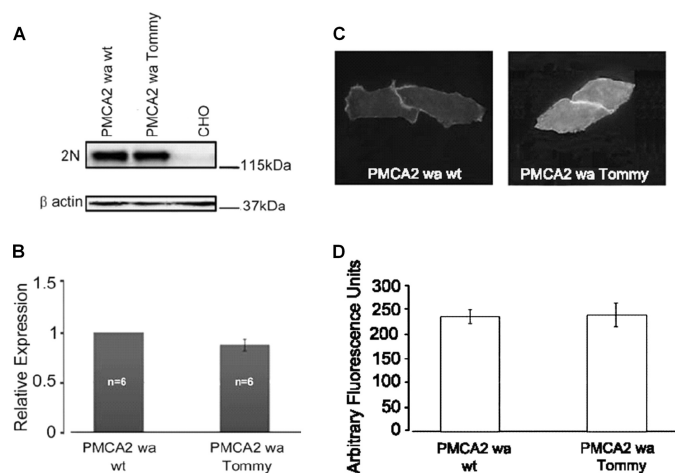 A
PMCA2 wa wt
PMCA2 wa Tommy
CHO
2N
115kDa
β actin
37kDa
B
Relative Expression
1.5
1
0.5
0
n=6
n=6
PMCA2 wa
wt
PMCA2 wa
Tommy
C
PMCA2 wa wt
PMCA2 wa Tommy
D
Arbitrary Fluorescence Units
300
250
200
150
100
50
0
PMCA2 wa
wt
PMCA2 wa
Tommy